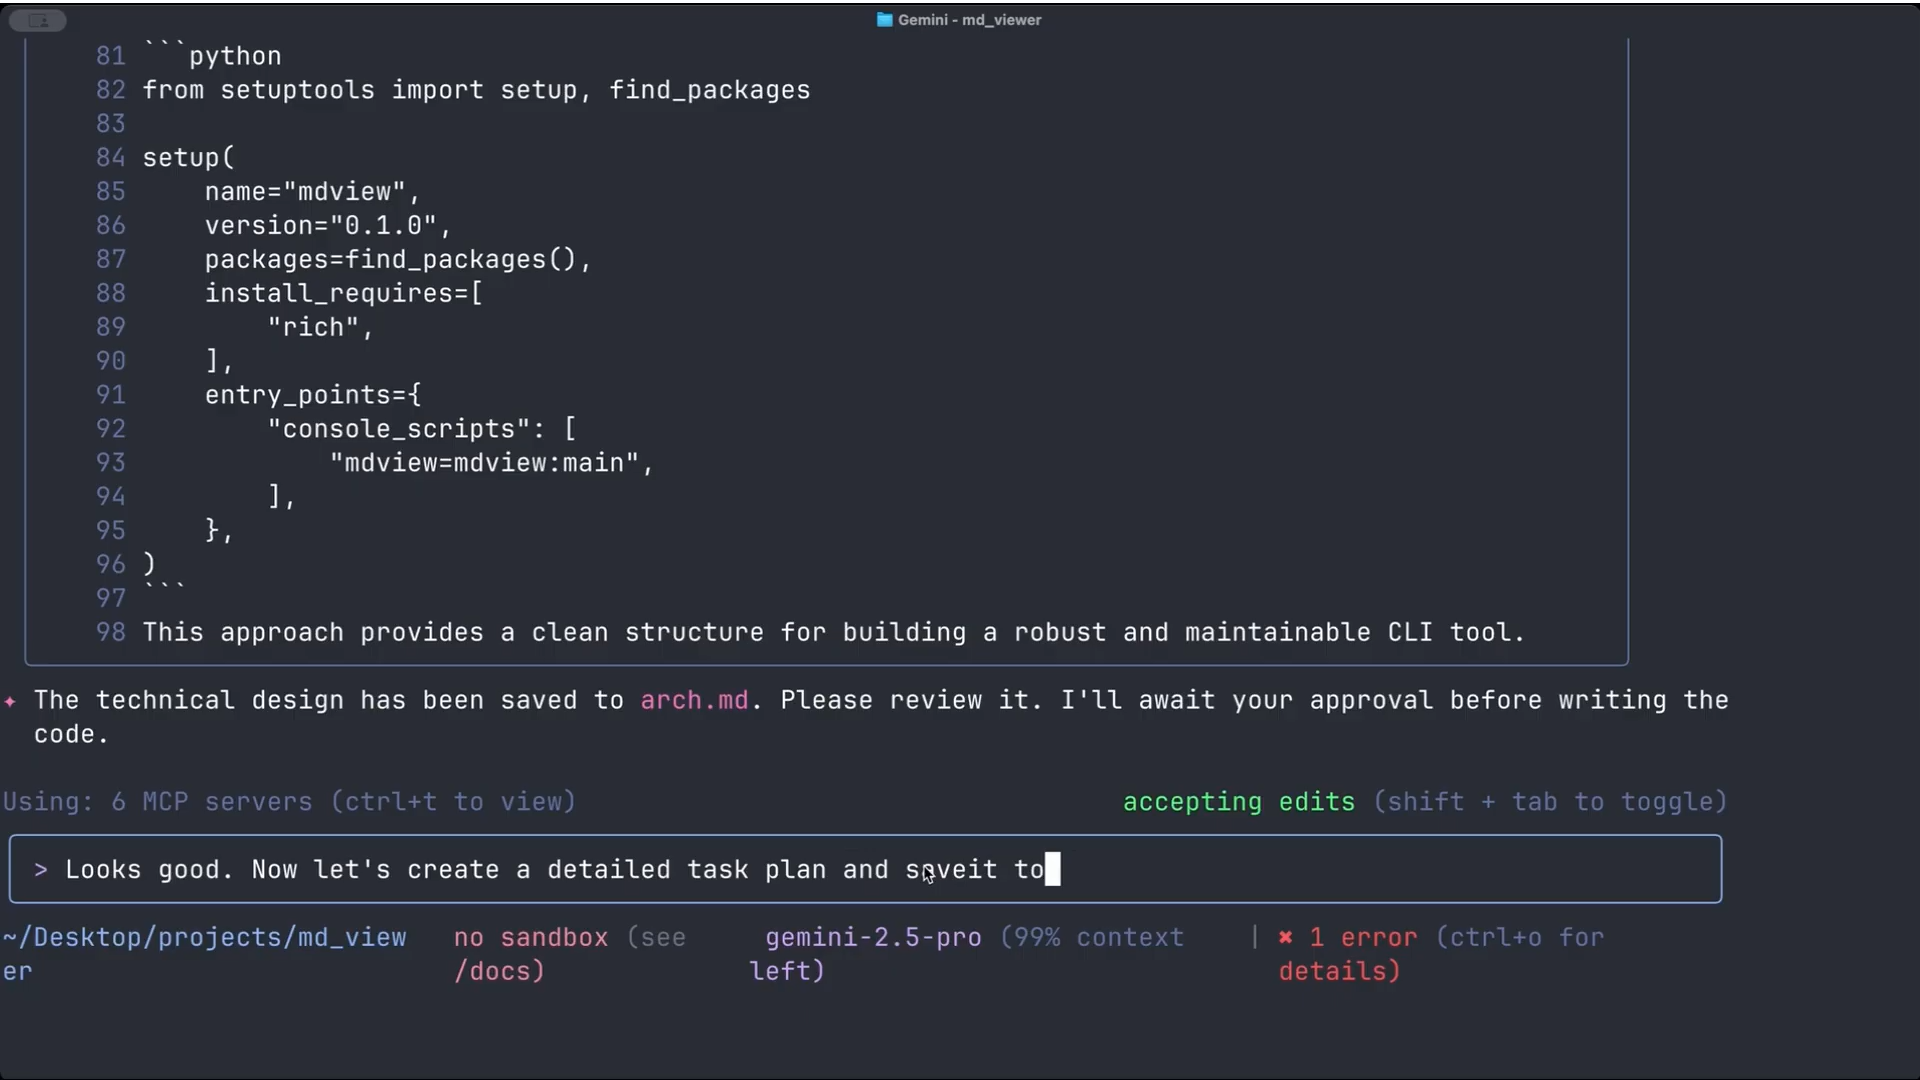 Gemini - md_viewer
81 ```python
82 from setuptools import setup, find_packages
83
84 setup(
85     name="mdview",
86     version="0.1.0",
87     packages=find_packages(),
88     install_requires=[
89         "rich",
90     ],
91     entry_points={
92         "console_scripts": [
93             "mdview=mdview:main",
94         ],
95     },
96 )
97 ```
98 This approach provides a clean structure for building a robust and maintainable CLI tool.
✦ The technical design has been saved to arch.md. Please review it. I'll await your approval before writing the
code.
Using: 6 MCP servers (ctrl+t to view) accepting edits (shift + tab to toggle)
> Looks good. Now let's create a detailed task plan and saveit to
~/Desktop/projects/md_view no sandbox (see gemini-2.5-pro (99% context | ✖ 1 error (ctrl+o for
er /docs) left) details)